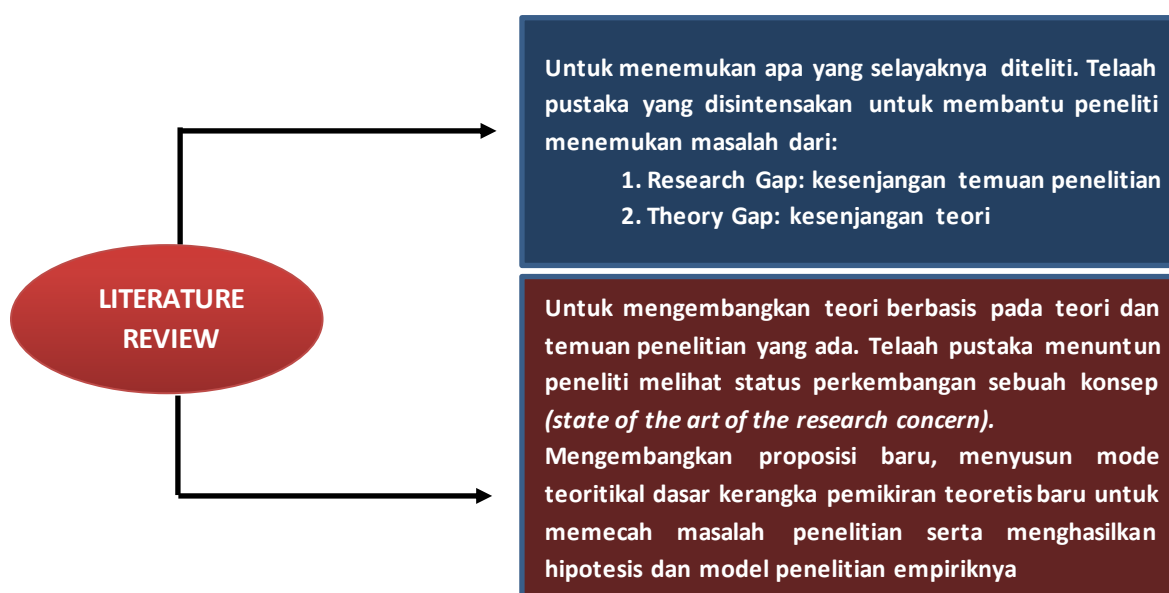 LITERATURE
REVIEW
Untuk menemukan apa yang selayaknya diteliti. Telaah
pustaka yang disintensakan untuk membantu peneliti
menemukan masalah dari:
1. Research Gap: kesenjangan temuan penelitian
2. Theory Gap: kesenjangan teori
Untuk mengembangkan teori berbasis pada teori dan
temuan penelitian yang ada. Telaah pustaka menuntun
peneliti melihat status perkembangan sebuah konsep
(state of the art of the research concern).
Mengembangkan proposisi baru, menyusun mode
teoritikal dasar kerangka pemikiran teoretis baru untuk
memecah masalah penelitian serta menghasilkan
hipotesis dan model penelitian empiriknya